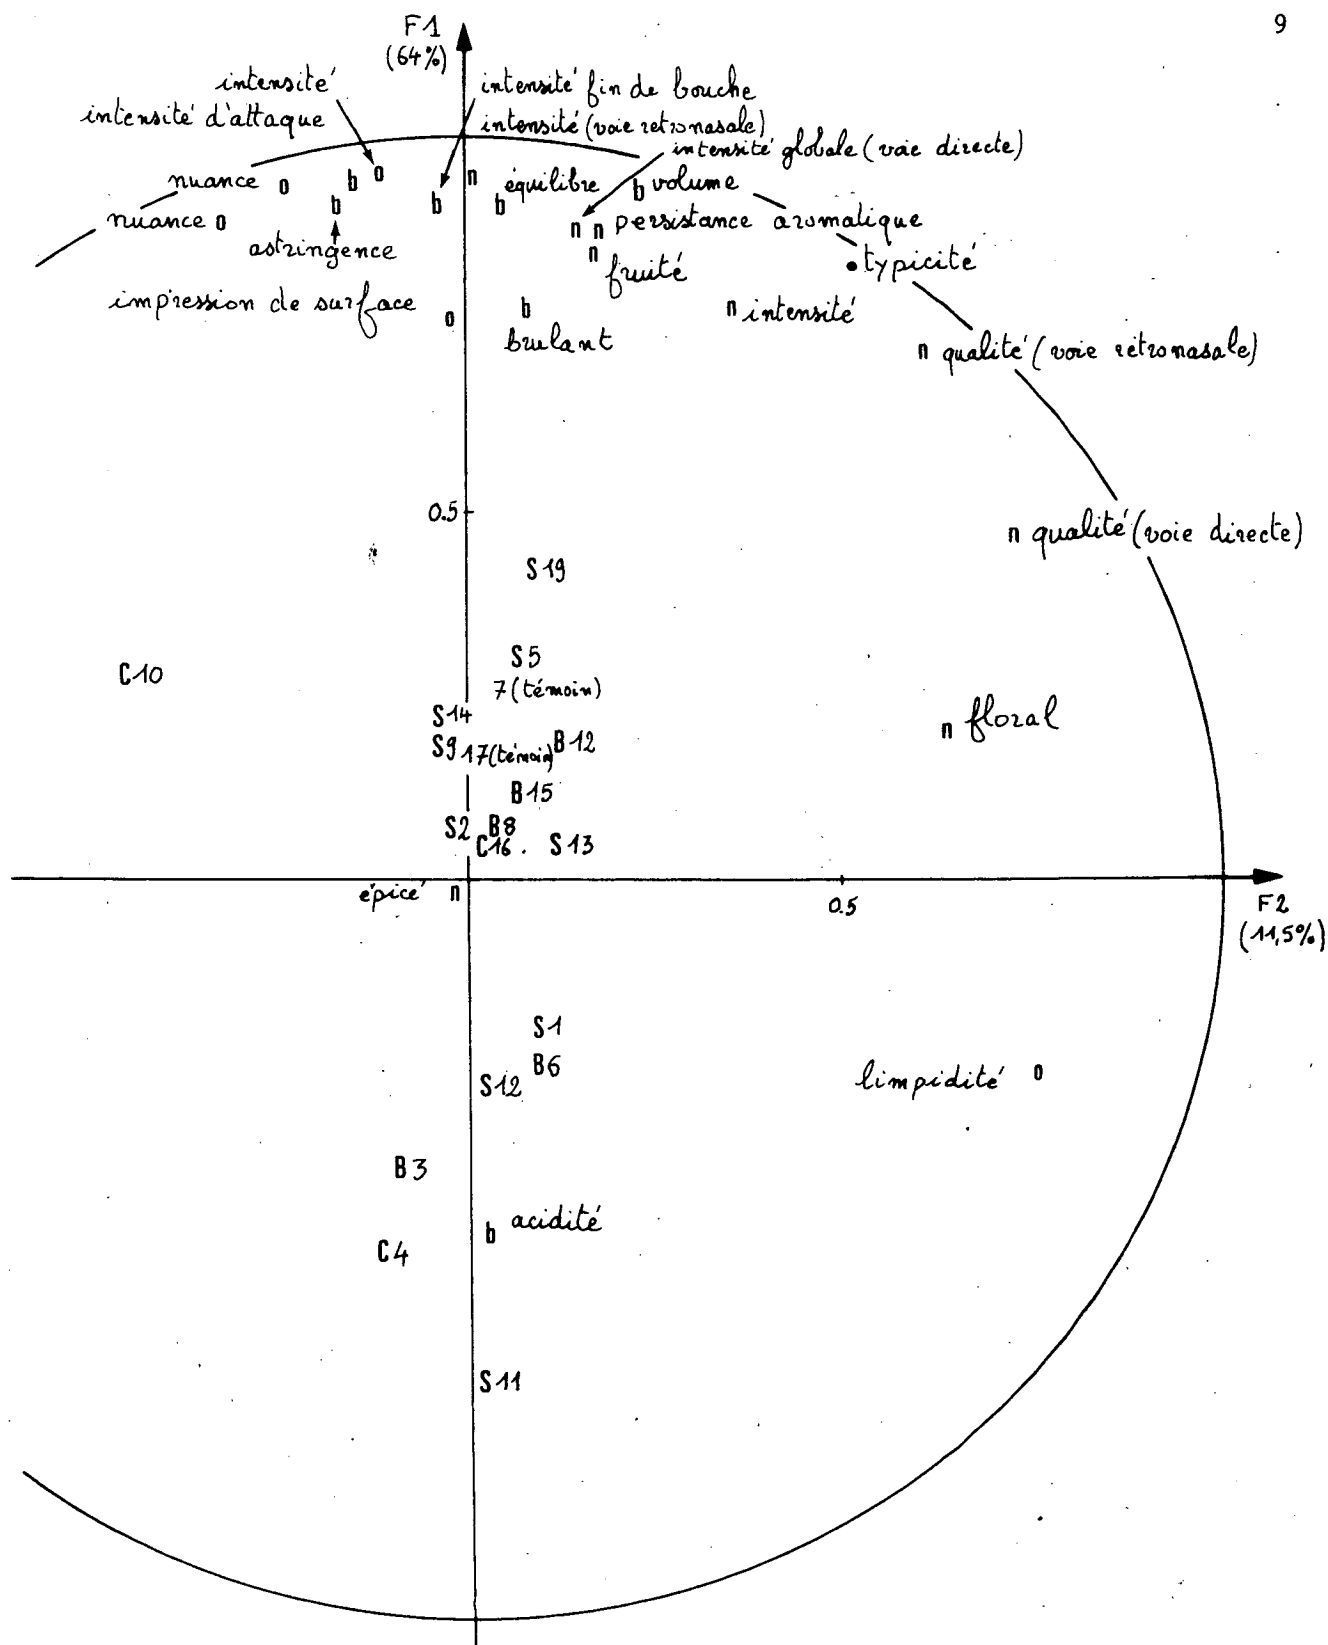 9
F1
(64%)
intensité
intensité fin de bouche
intensité d'attaque
intensité (voie retronasale)
intensité globale (voie directe)
nuance o
b
o
n
équilibre
b volume
b
b
b
nuance o
n
n persistance aromatique
astringence
n
fruité
typicité
impression de surface
o
b
n intensité
brulant
n qualité (voie rétronasale)
0.5
n qualité (voie directe)
S19
S5
C10
7 (témoin)
S14
n floral
S9
17 (témoin)
B12
B15
S2
B8
C16
S13
épicé n
0.5
F2
(11,5%)
S1
B6
S12
limpidité o
B3
b acidité
C4
S11